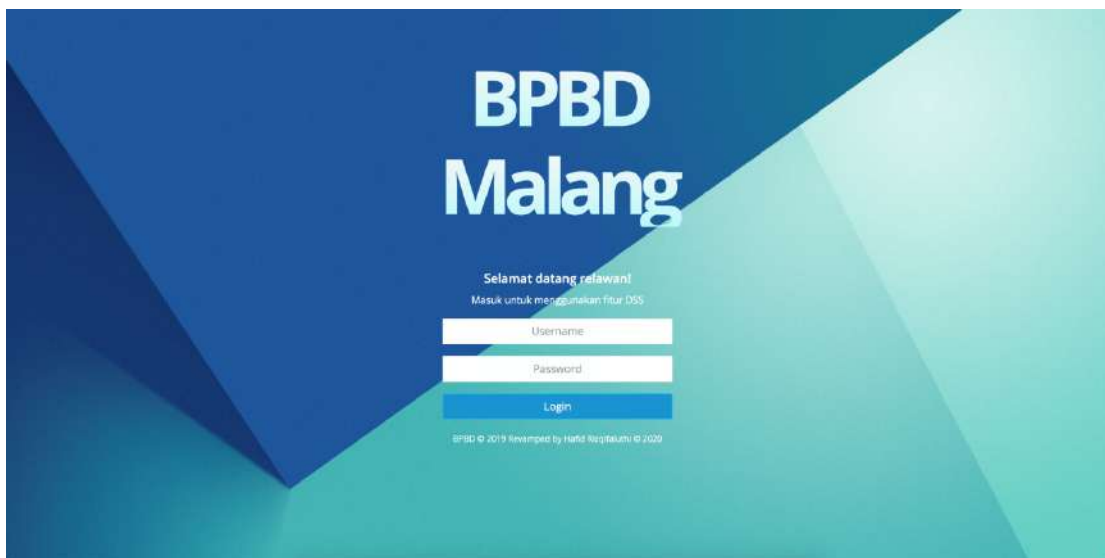 BPBD
Malang
Selamat datang relawan!
Masuk untuk menggunakan fitur DSS
Username
Password
Login
BPBD © 2019 Revamped by Hafid © 2020